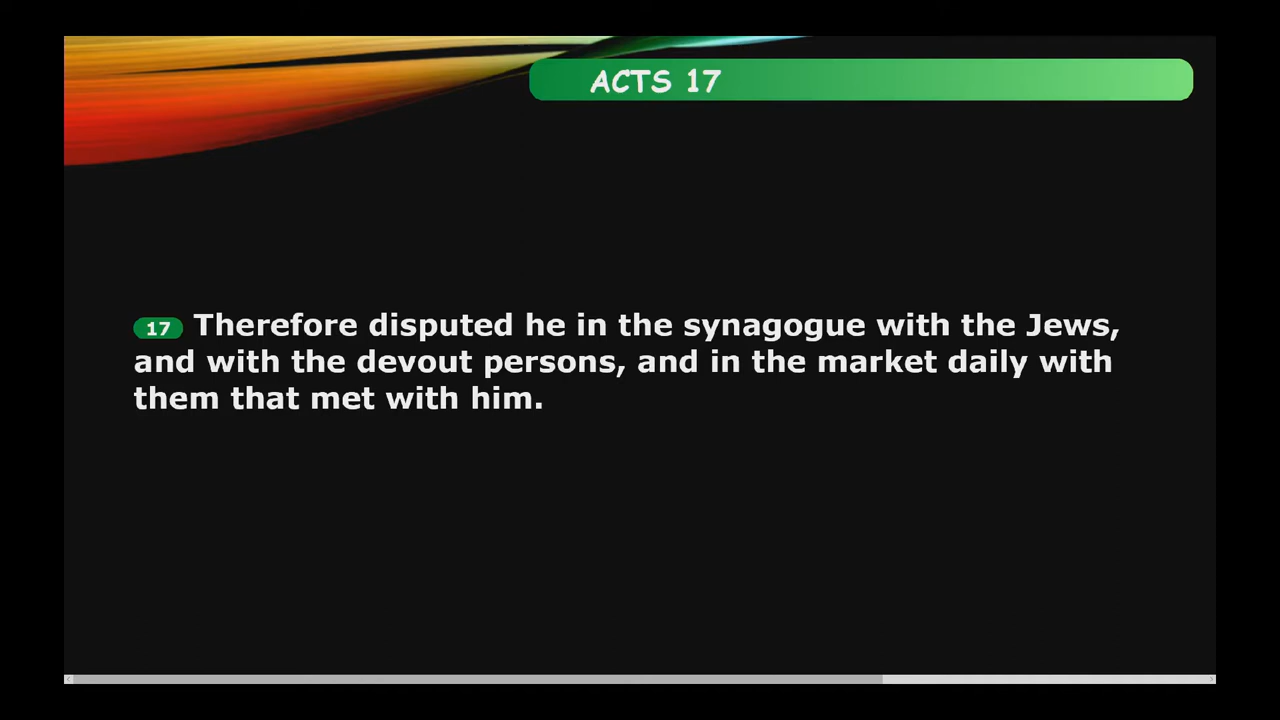 ACTS 17
17 Therefore disputed he in the synagogue with the Jews,
and with the devout persons, and in the market daily with
them that met with him.